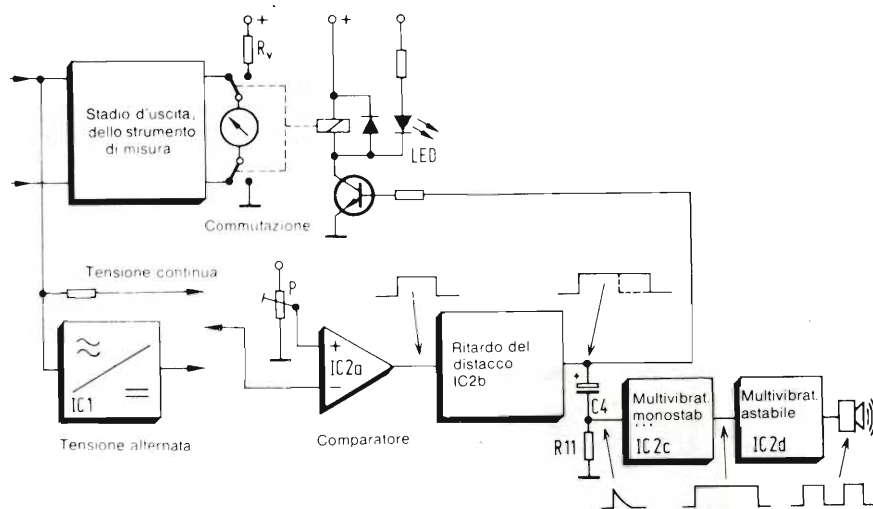 +
+
Rv
Stadio d'uscita,
dello strumento
di misura
LED
Commutazione
Tensione continua
P
+
IC2a
−
Ritardo del
distacco
IC2b
IC1
Tensione alternata
Comparatore
+
C4
R11
Multivibrat.
monostab
...
IC2c
Multivibrat.
astabile
IC2d